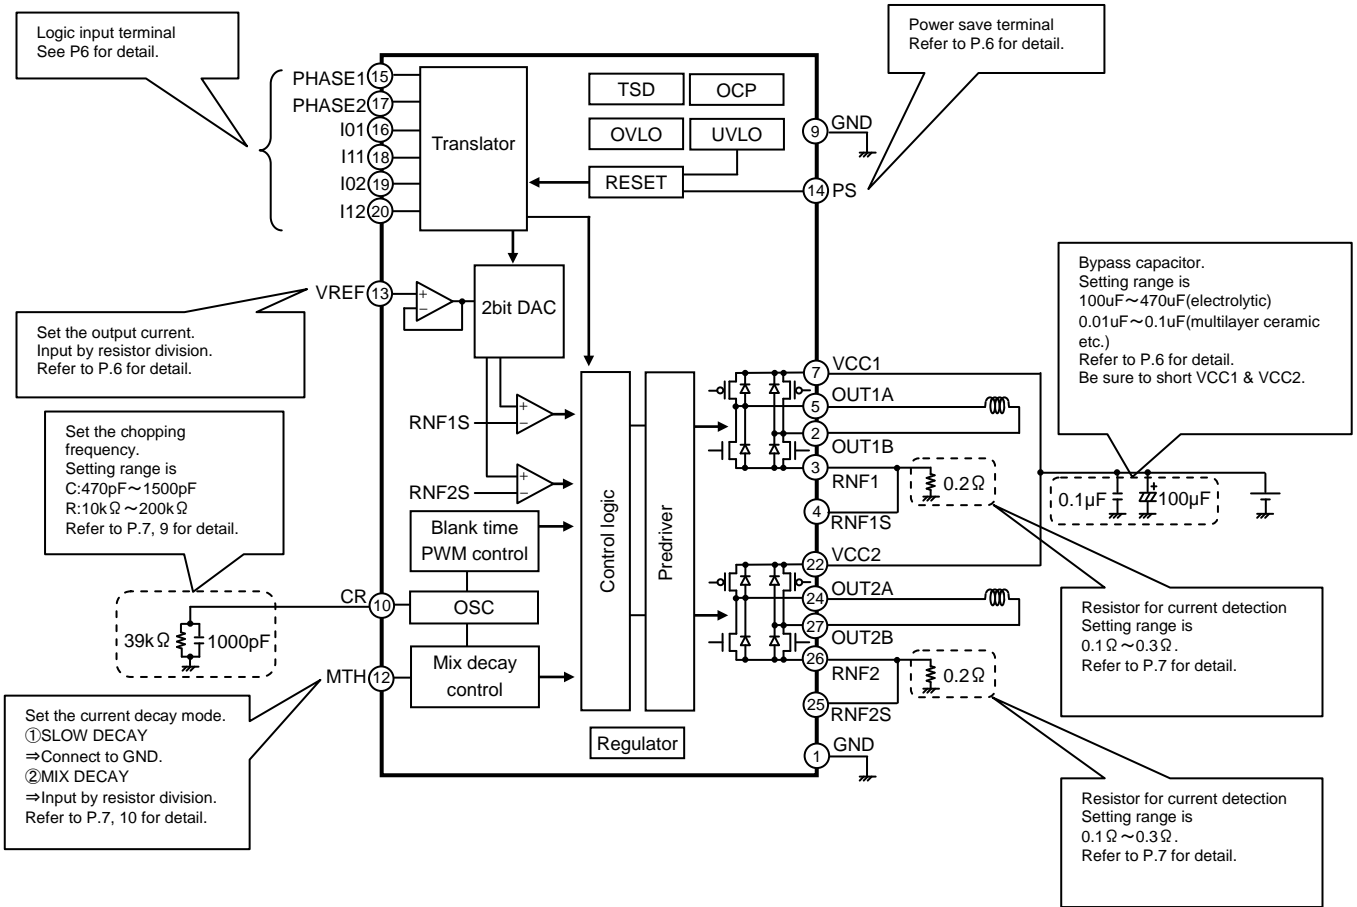 Logic input terminal
See P6 for detail.
Power save terminal
Refer to P.6 for detail.
PHASE1 15
PHASE2 17
I01 16
I11 18
I02 19
I12 20
Translator
TSD
OCP
OVLO
UVLO
RESET
9 GND
14 PS
VREF 13
+
−
2bit DAC
Set the output current.
Input by resistor division.
Refer to P.6 for detail.
Bypass capacitor.
Setting range is
100uF～470uF(electrolytic)
0.01uF～0.1uF(multilayer ceramic
etc.)
Refer to P.6 for detail.
Be sure to short VCC1 & VCC2.
Set the chopping
frequency.
Setting range is
C:470pF～1500pF
R:10kΩ～200kΩ
Refer to P.7, 9 for detail.
RNF1S
+
−
RNF2S
+
−
Blank time
PWM control
CR 10
OSC
39kΩ
1000pF
MTH 12
Mix decay
control
Control logic
Predriver
Regulator
7 VCC1
5 OUT1A
2 OUT1B
3 RNF1
0.2Ω
4 RNF1S
0.1μF
+
100μF
22 VCC2
24 OUT2A
27 OUT2B
26 RNF2
0.2Ω
25 RNF2S
1 GND
Set the current decay mode.
①SLOW DECAY
⇒Connect to GND.
②MIX DECAY
⇒Input by resistor division.
Refer to P.7, 10 for detail.
Resistor for current detection
Setting range is
0.1Ω～0.3Ω.
Refer to P.7 for detail.
Resistor for current detection
Setting range is
0.1Ω～0.3Ω.
Refer to P.7 for detail.